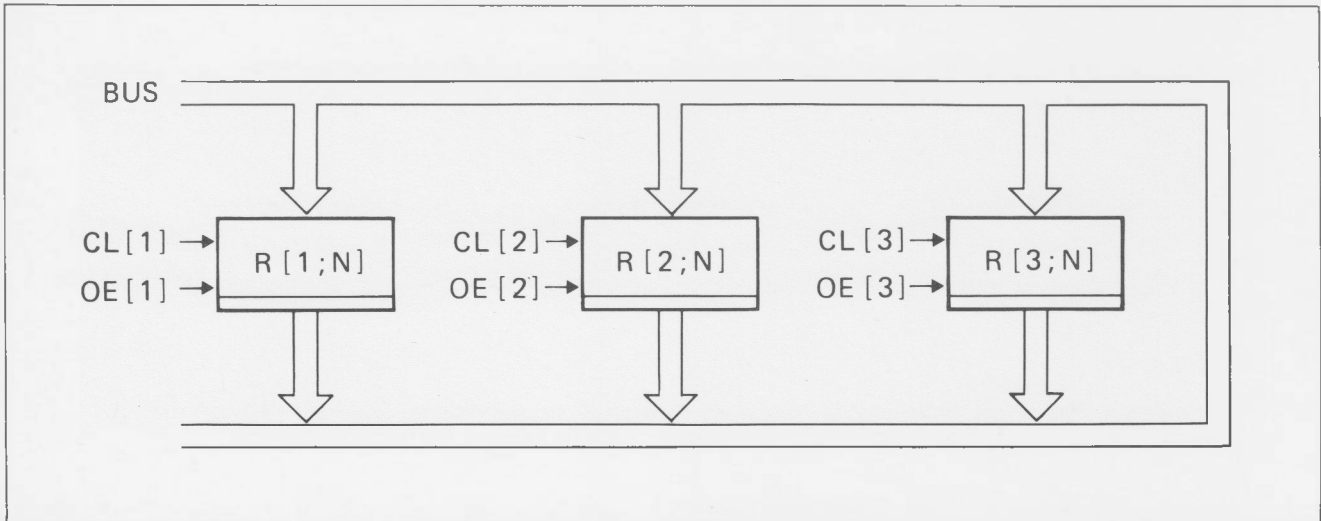 BUS
CL [1]
OE [1]
R [1;N]
CL [2]
OE [2]
R [2;N]
CL [3]
OE [3]
R [3;N]